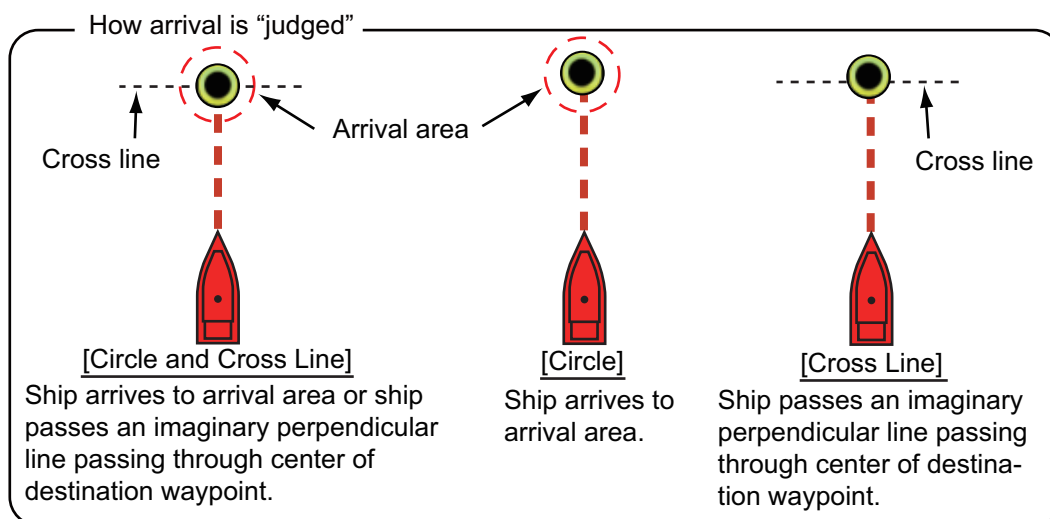 How arrival is “judged”
Cross line
Arrival area
Cross line
[Circle and Cross Line]
Ship arrives to arrival area or ship
passes an imaginary perpendicular
line passing through center of
destination waypoint.
[Circle]
Ship arrives to
arrival area.
[Cross Line]
Ship passes an imaginary
perpendicular line passing
through center of destina-
tion waypoint.